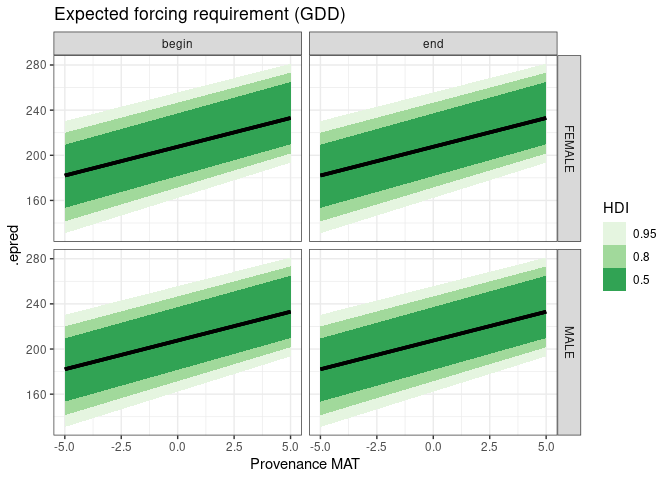 Expected forcing requirement (GDD)
begin
end
280
240
200
160
FEMALE
280
240
200
160
MALE
-5.0 -2.5 0.0 2.5 5.0
-5.0 -2.5 0.0 2.5 5.0
Provenance MAT
.epred
HDI
0.95
0.8
0.5